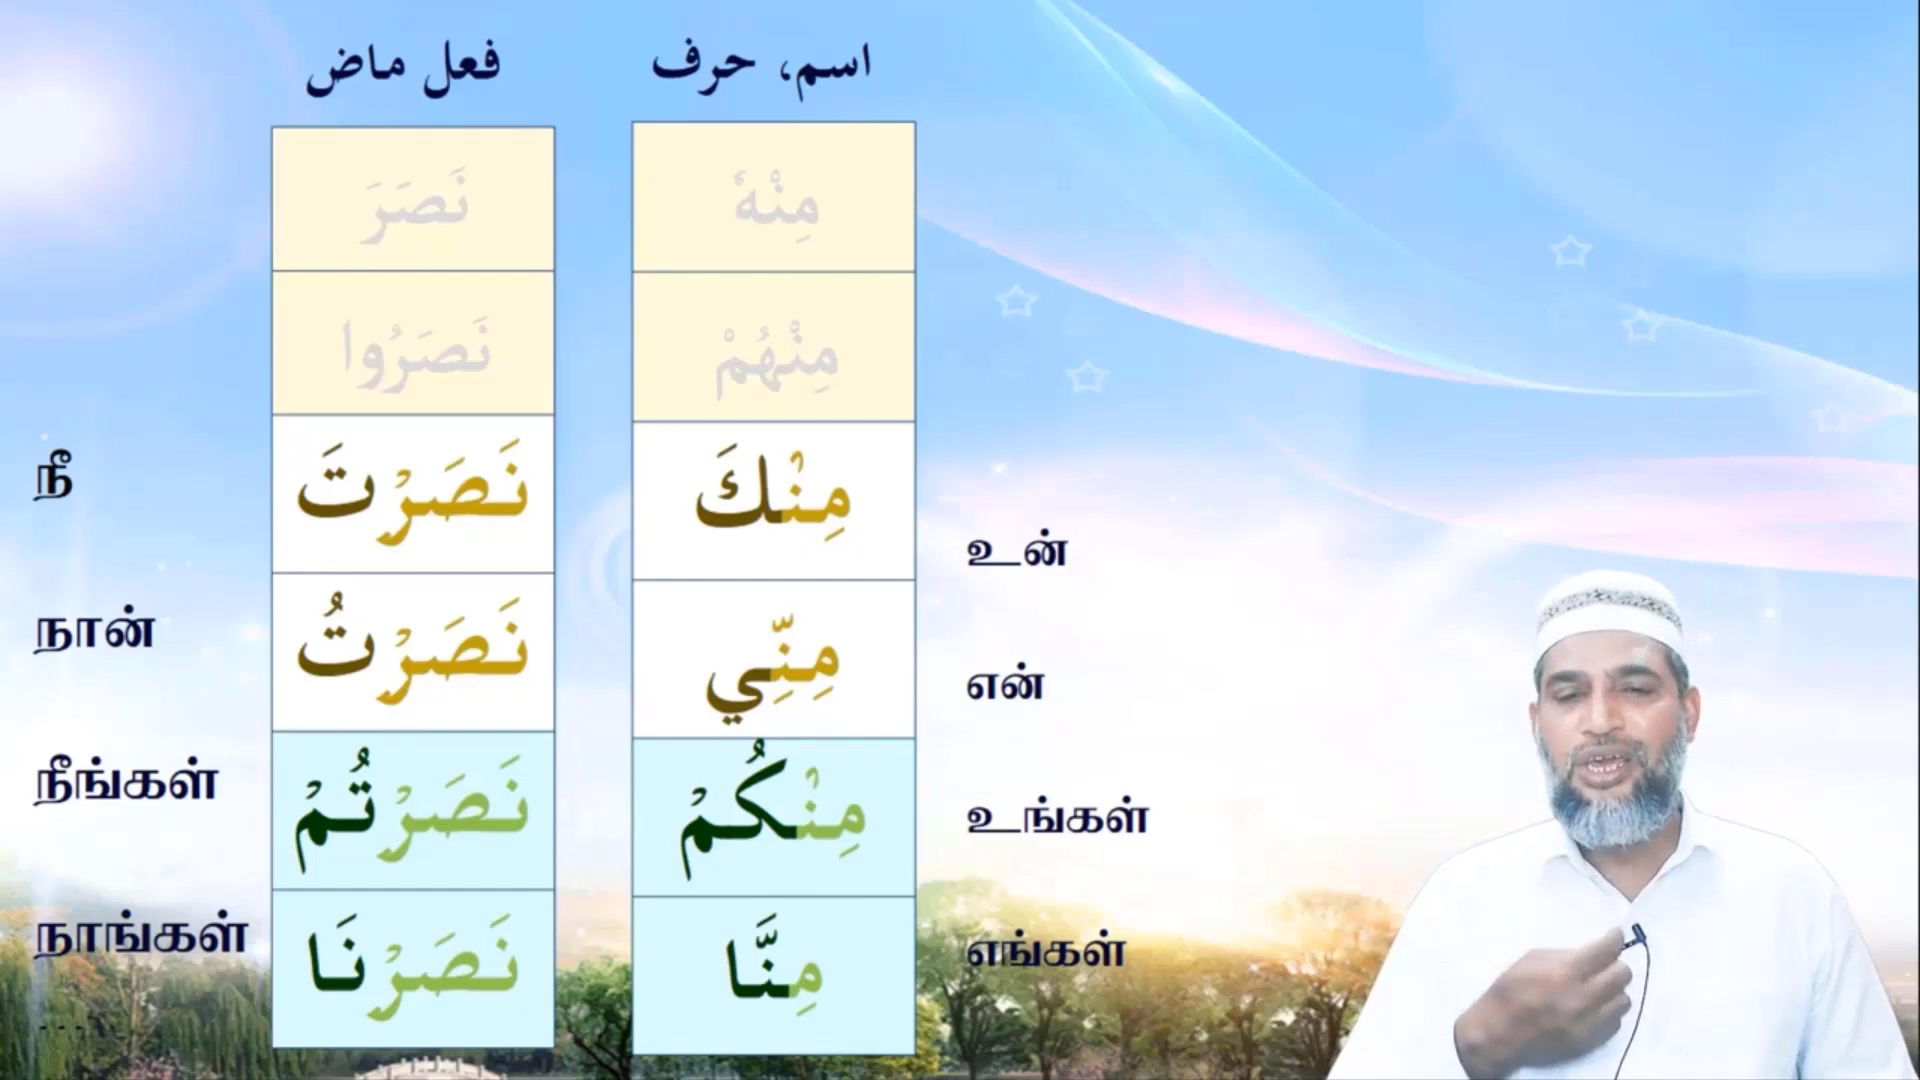 فعل ماض
اسم، حرف
نَصَرَ
مِنْهُ
نَصَرُوا
مِنْهُمْ
நீ
نَصَرْتَ
مِنْكَ
உன்
நான்
نَصَرْتُ
مِنِّي
என்
நீங்கள்
نَصَرْتُمْ
مِنْكُمْ
உங்கள்
நாங்கள்
نَصَرْنَا
مِنَّا
எங்கள்
...